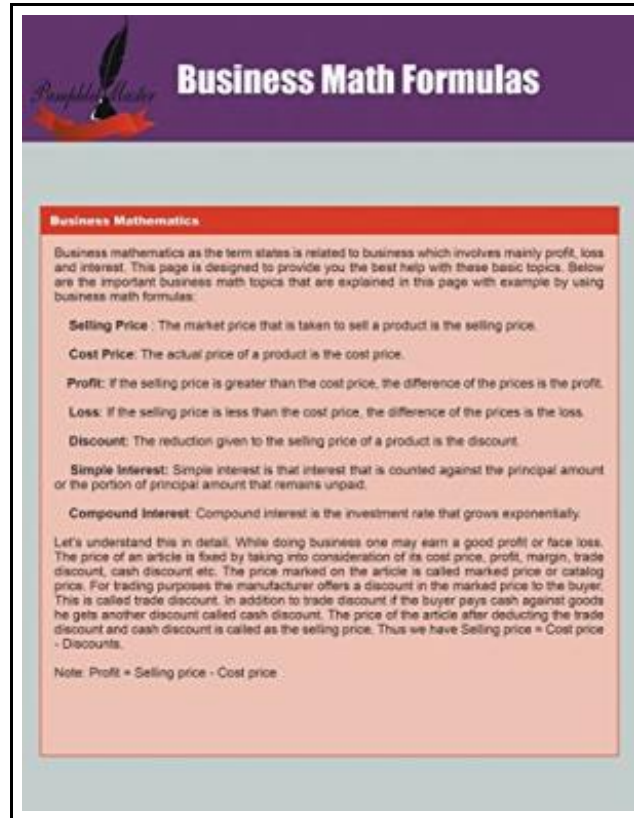 Pamphlet Master
Business Math Formulas
Business Mathematics
Business mathematics as the term states is related to business which involves mainly profit, loss
and interest. This page is designed to provide you the best help with these basic topics. Below
are the important business math topics that are explained in this page with example by using
business math formulas:
Selling Price : The market price that is taken to sell a product is the selling price.
Cost Price: The actual price of a product is the cost price.
Profit: If the selling price is greater than the cost price, the difference of the prices is the profit.
Loss: If the selling price is less than the cost price, the difference of the prices is the loss.
Discount: The reduction given to the selling price of a product is the discount.
Simple Interest: Simple interest is that interest that is counted against the principal amount
or the portion of principal amount that remains unpaid.
Compound Interest: Compound interest is the investment rate that grows exponentially.
Let's understand this in detail. While doing business one may earn a good profit or face loss.
The price of an article is fixed by taking into consideration of its cost price, profit, margin, trade
discount, cash discount etc. The price marked on the article is called marked price or catalog
price. For trading purposes the manufacturer offers a discount in the marked price to the buyer.
This is called trade discount. In addition to trade discount if the buyer pays cash against goods
he gets another discount called cash discount. The price of the article after deducting the trade
discount and cash discount is called as the selling price. Thus we have Selling price = Cost price
- Discounts.
Note: Profit = Selling price - Cost price